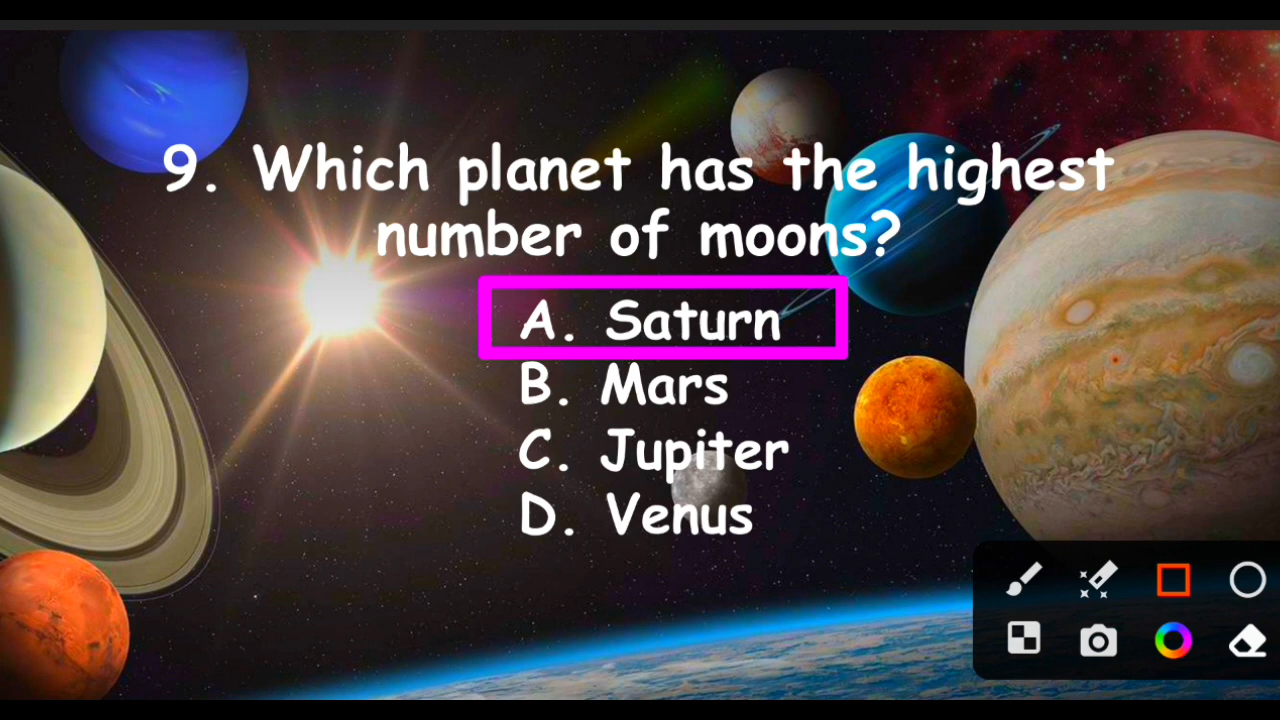 9. Which planet has the highest
number of moons?
A. Saturn
B. Mars
C. Jupiter
D. Venus